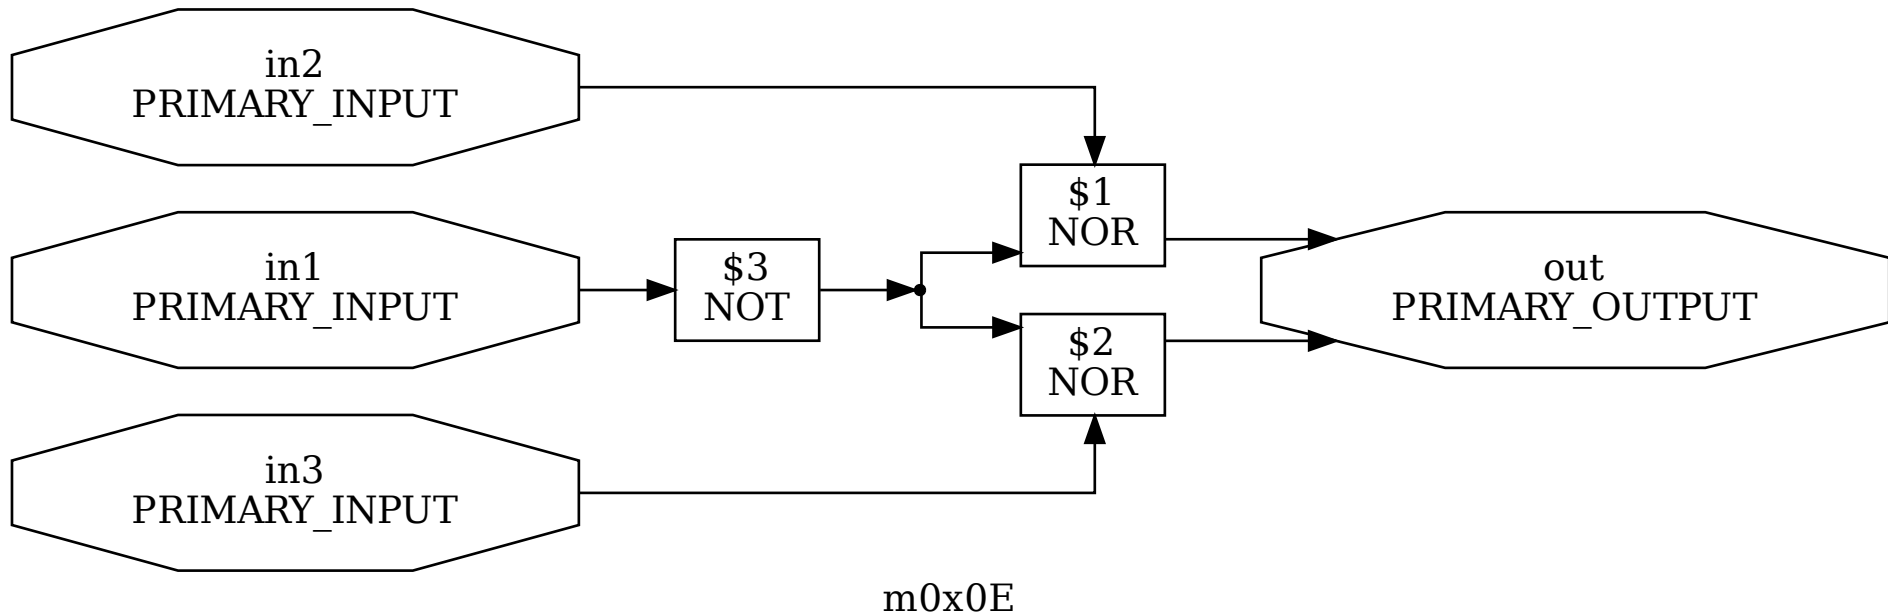 in2
PRIMARY_INPUT
in1
PRIMARY_INPUT
in3
PRIMARY_INPUT
$3
NOT
$1
NOR
$2
NOR
out
PRIMARY_OUTPUT
m0x0E